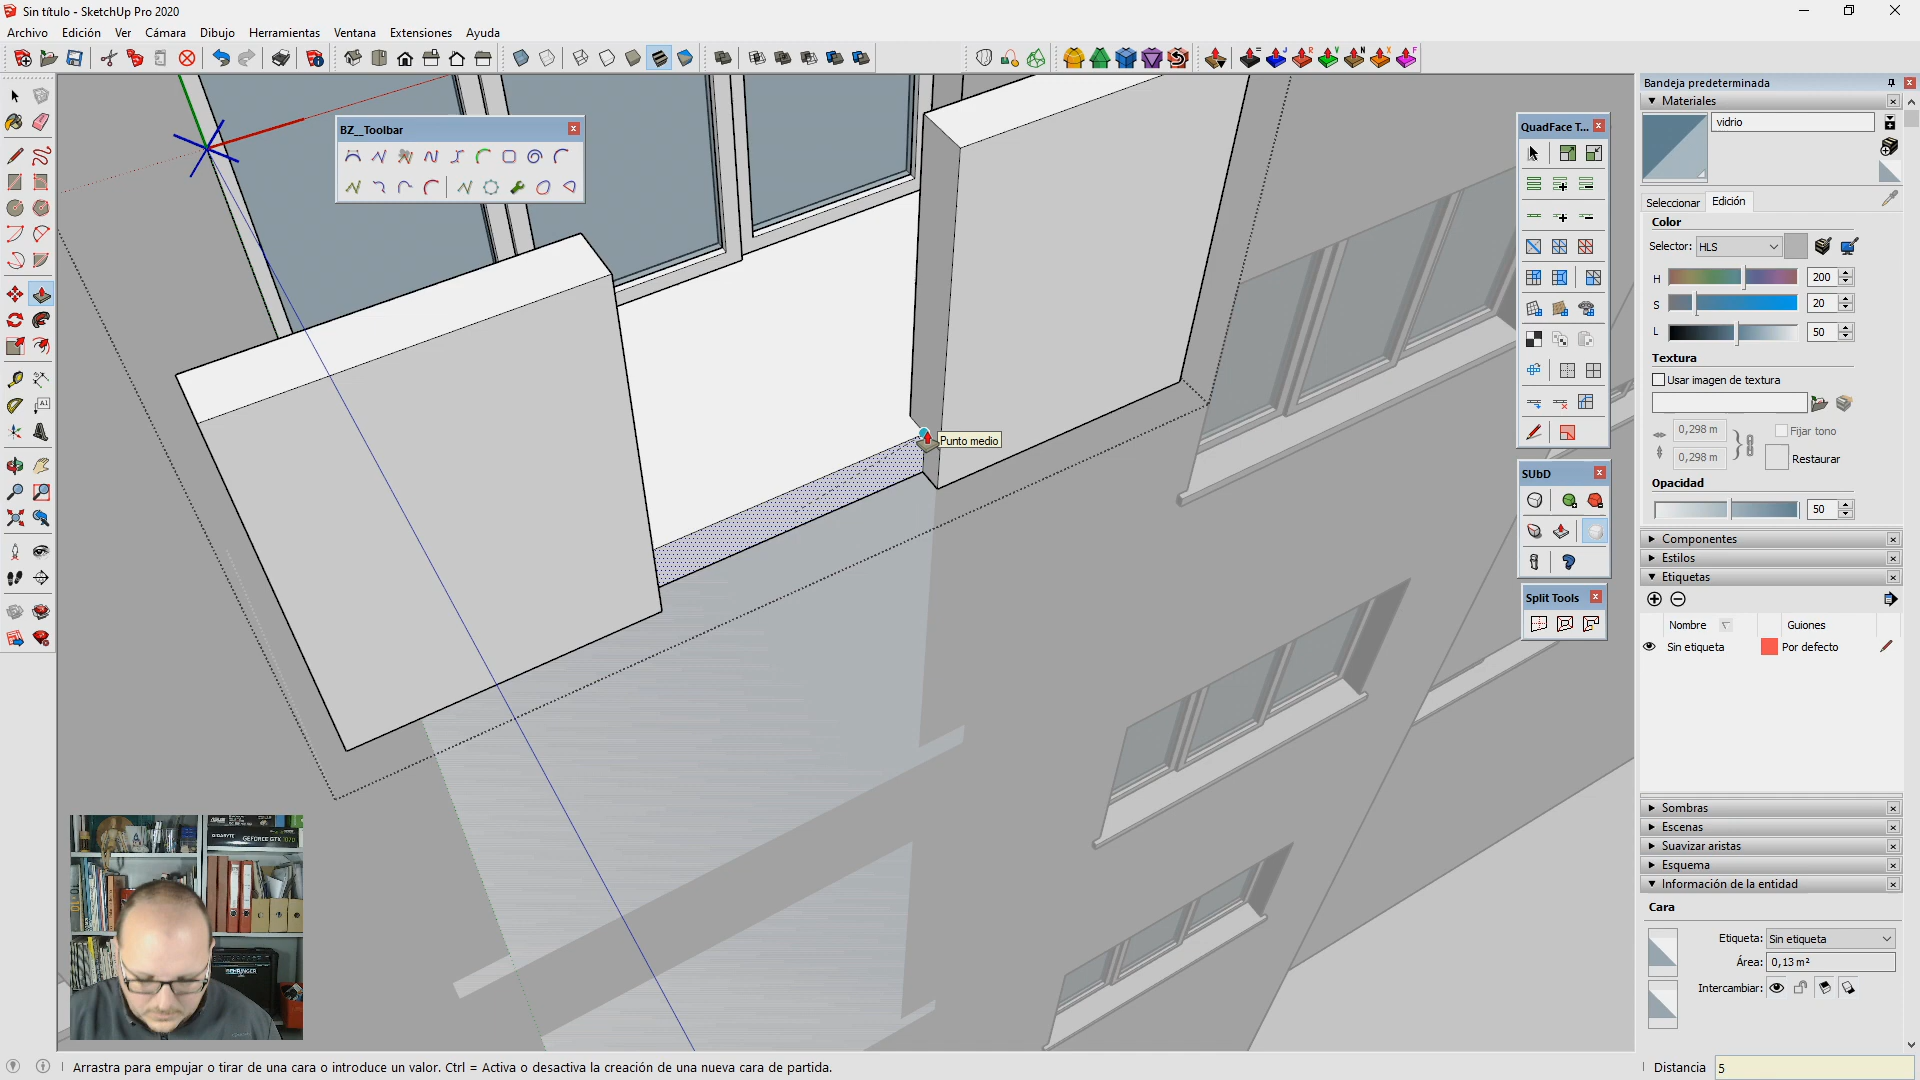 Sin título - SketchUp Pro 2020
Archivo Edición Ver Cámara Dibujo Herramientas Ventana Extensiones Ayuda
BZ__Toolbar
QuadFace T...
SUbD
Split Tools
Punto medio
Bandeja predeterminada
Materiales
vidrio
Seleccionar Edición
Color
Selector: HLS
H 200
S 20
L 50
Textura
Usar imagen de textura
0,298 m Fijar tono
0,298 m Restaurar
Opacidad
50
Componentes
Estilos
Etiquetas
Nombre Guiones
Sin etiqueta Por defecto
Sombras
Escenas
Suavizar aristas
Esquema
Información de la entidad
Cara
Etiqueta: Sin etiqueta
Área: 0,13 m²
Intercambiar:
Arrastra para empujar o tirar de una cara o introduce un valor. Ctrl = Activa o desactiva la creación de una nueva cara de partida.
Distancia 5